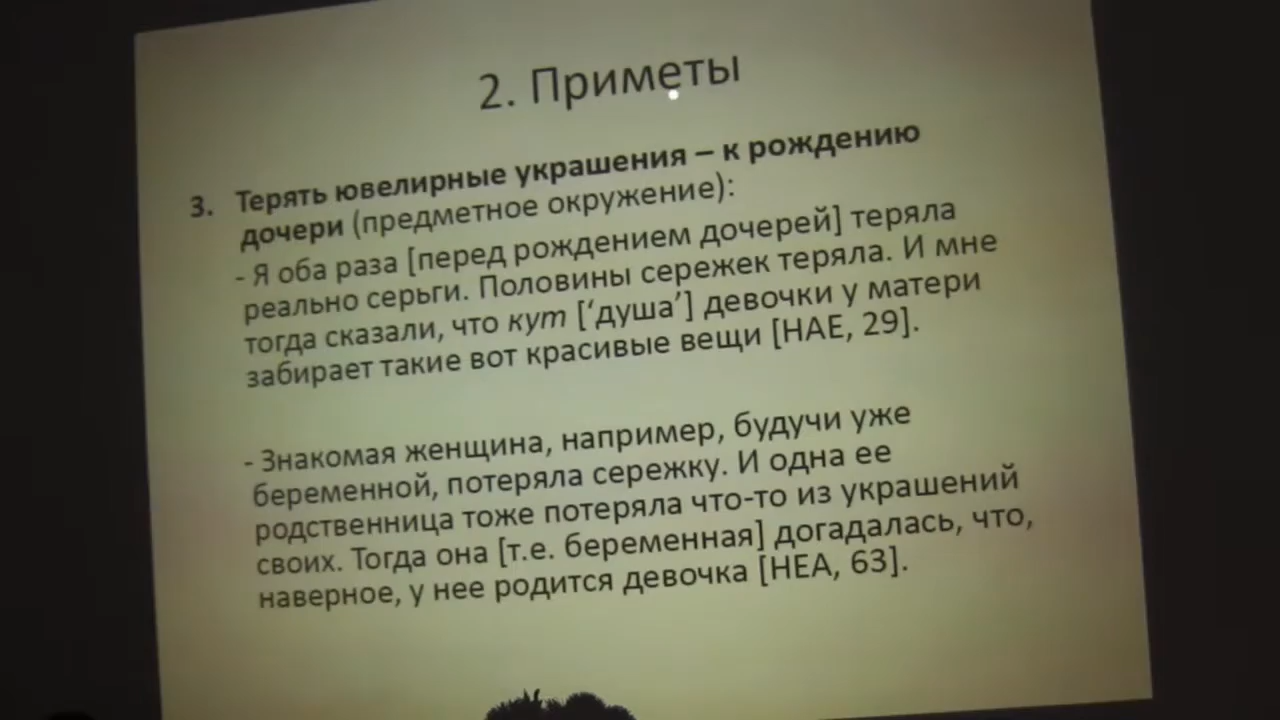 2. Приметы
3. Терять ювелирные украшения – к рождению
дочери (предметное окружение):
- Я оба раза [перед рождением дочерей] теряла
реально серьги. Половины сережек теряла. И мне
тогда сказали, что кут [‘душа’] девочки у матери
забирает такие вот красивые вещи [НАЕ, 29].
- Знакомая женщина, например, будучи уже
беременной, потеряла сережку. И одна ее
родственница тоже потеряла что-то из украшений
своих. Тогда она [т.е. беременная] догадалась, что,
наверное, у нее родится девочка [НЕА, 63].